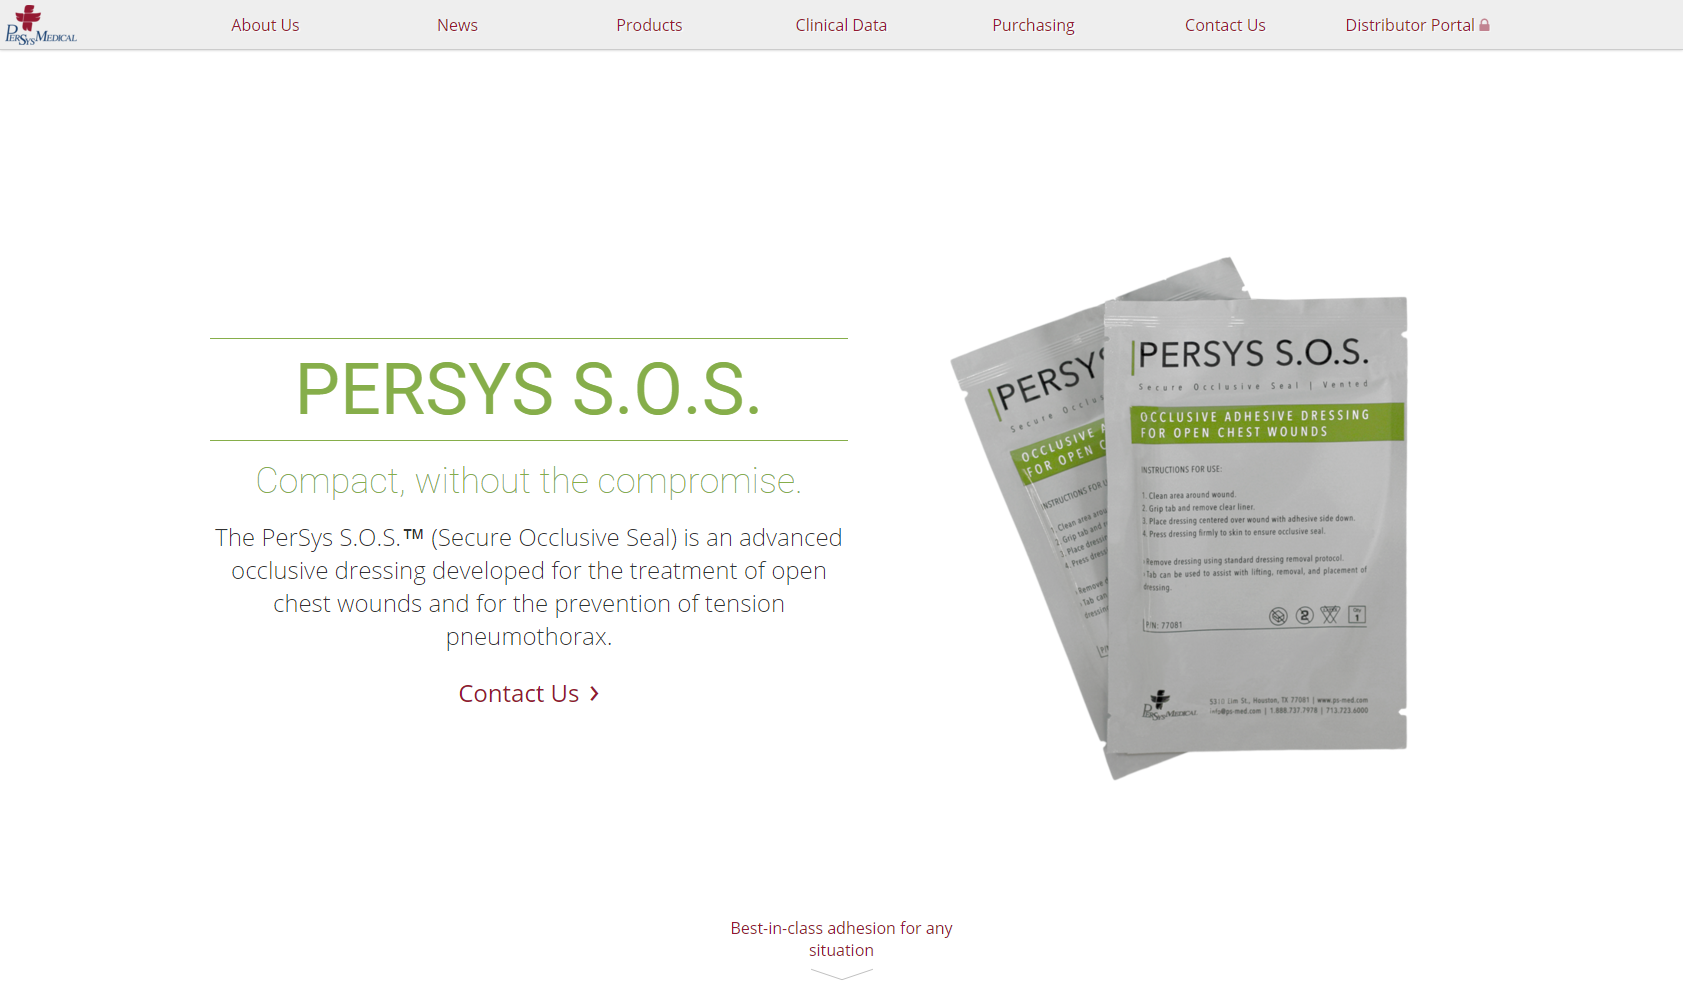 PERSYS MEDICAL
About Us
News
Products
Clinical Data
Purchasing
Contact Us
Distributor Portal
PERSYS S.O.S.
Compact, without the compromise.
The PerSys S.O.S.™ (Secure Occlusive Seal) is an advanced
occlusive dressing developed for the treatment of open
chest wounds and for the prevention of tension
pneumothorax.
Contact Us
PERSY
Secure Occlus
OCCLUSIVE A
FOR OPEN C
INSTRUCTIONS FOR U
1. Clean area arou
2. Grip tab and r
3. Place dressin
4. Press dress
Remove d
Tab can
dressin
PERSYS S.O.S.
Secure Occlusive Seal | Vented
OCCLUSIVE ADHESIVE DRESSING
FOR OPEN CHEST WOUNDS
INSTRUCTIONS FOR USE:
1. Clean area around wound.
2. Grip tab and remove clear liner.
3. Place dressing centered over wound with adhesive side down.
4. Press dressing firmly to skin to ensure occlusive seal.
•Remove dressing using standard dressing removal protocol.
•Tab can be used to assist with lifting, removal, and placement of
dressing.
P/N: 77081
2
Qty
1
PERSYS MEDICAL
5310 Elm St., Houston, TX 77081 | www.ps-med.com
info@ps-med.com | 1.888.737.7978 | 713.723.6000
Best-in-class adhesion for any
situation